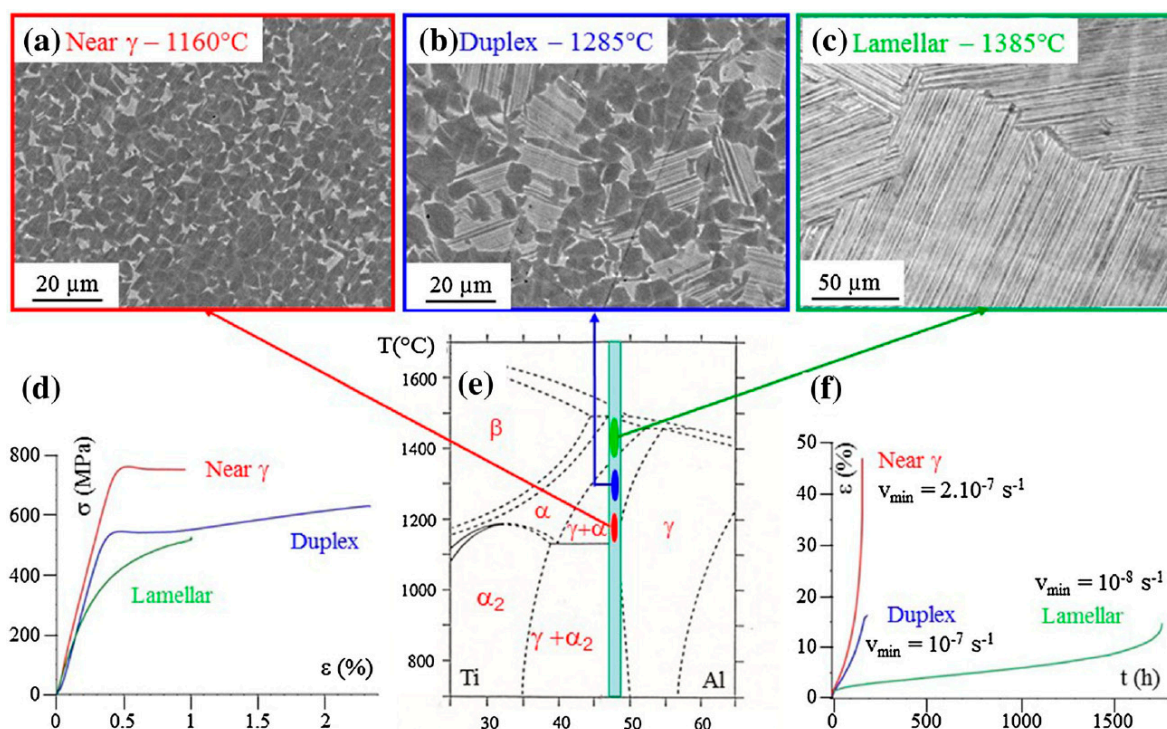 (a) Near γ – 1160°C
20 µm
(b) Duplex – 1285°C
20 µm
(c) Lamellar – 1385°C
50 µm
(d)
σ (MPa)
800
600
400
200
0
Near γ
Duplex
Lamellar
ε (%)
0
0.5
1
1.5
2
(e)
T(°C)
1600
1400
1200
1000
800
β
α
γ+α
γ
α₂
γ +α₂
Ti
Al
30
40
50
60
(f)
ε (%)
50
40
30
20
10
0
Near γ
vmin = 2.10⁻⁷ s⁻¹
Duplex
vmin = 10⁻⁷ s⁻¹
vmin = 10⁻⁸ s⁻¹
Lamellar
t (h)
0
500
1000
1500